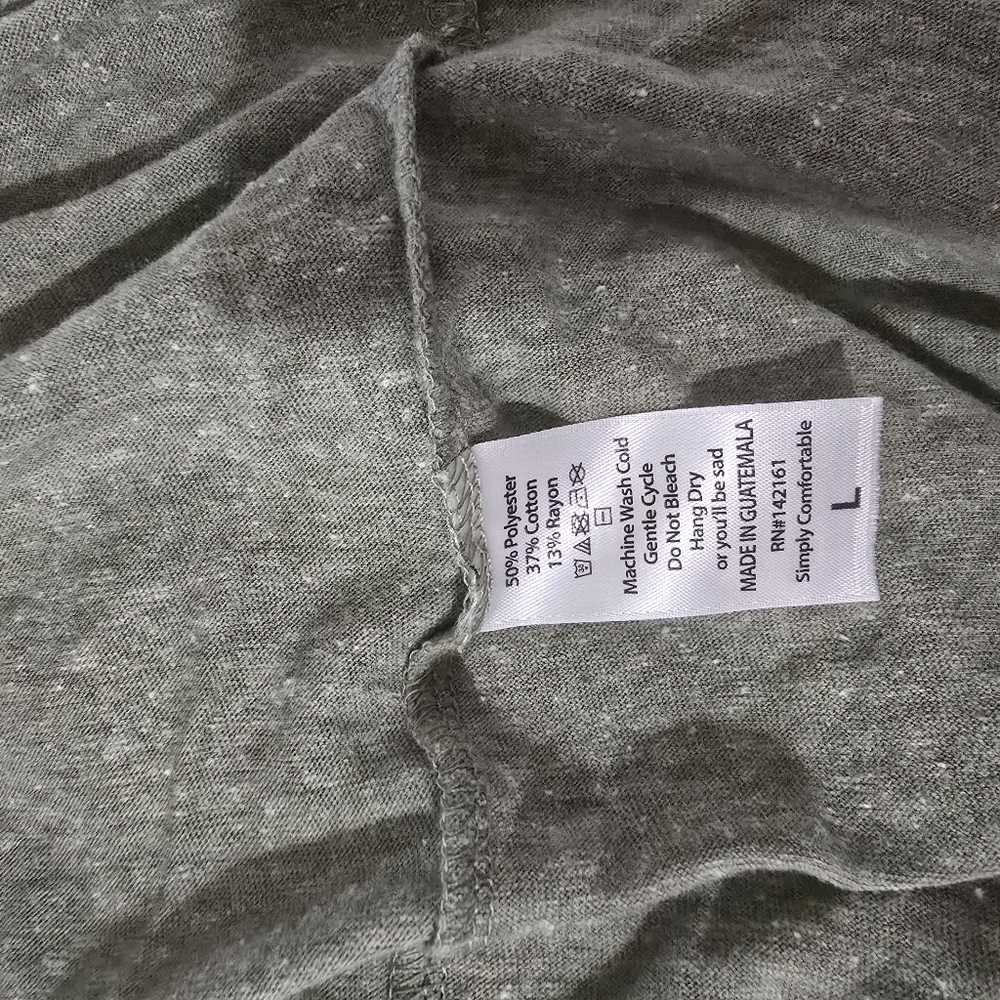 50% Polyester
37% Cotton
13% Rayon
Machine Wash Cold
Gentle Cycle
Do Not Bleach
Hang Dry
or you'll be sad
MADE IN GUATEMALA
RN#142161
Simply Comfortable
L